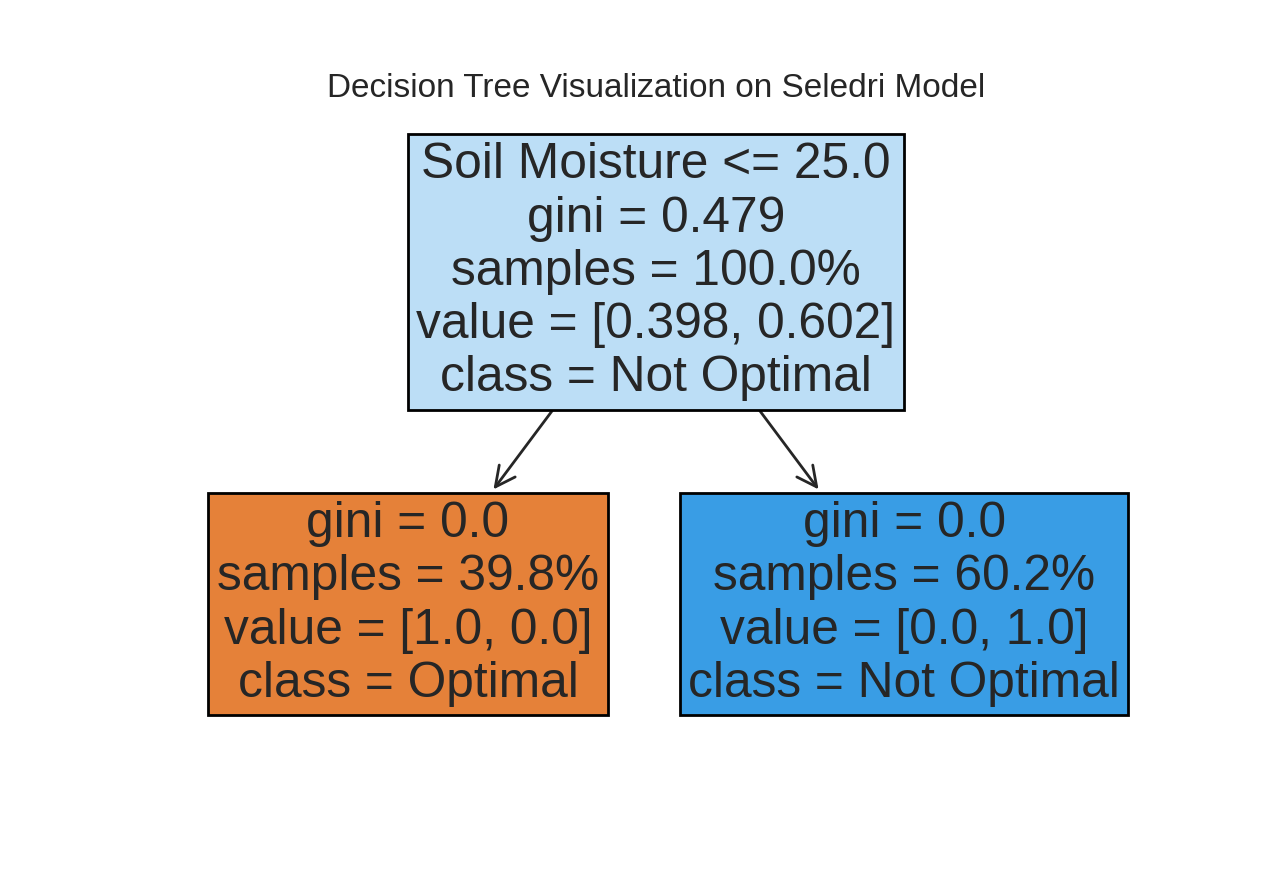 Decision Tree Visualization on Seledri Model
Soil Moisture <= 25.0
gini = 0.479
samples = 100.0%
value = [0.398, 0.602]
class = Not Optimal
gini = 0.0
samples = 39.8%
value = [1.0, 0.0]
class = Optimal
gini = 0.0
samples = 60.2%
value = [0.0, 1.0]
class = Not Optimal